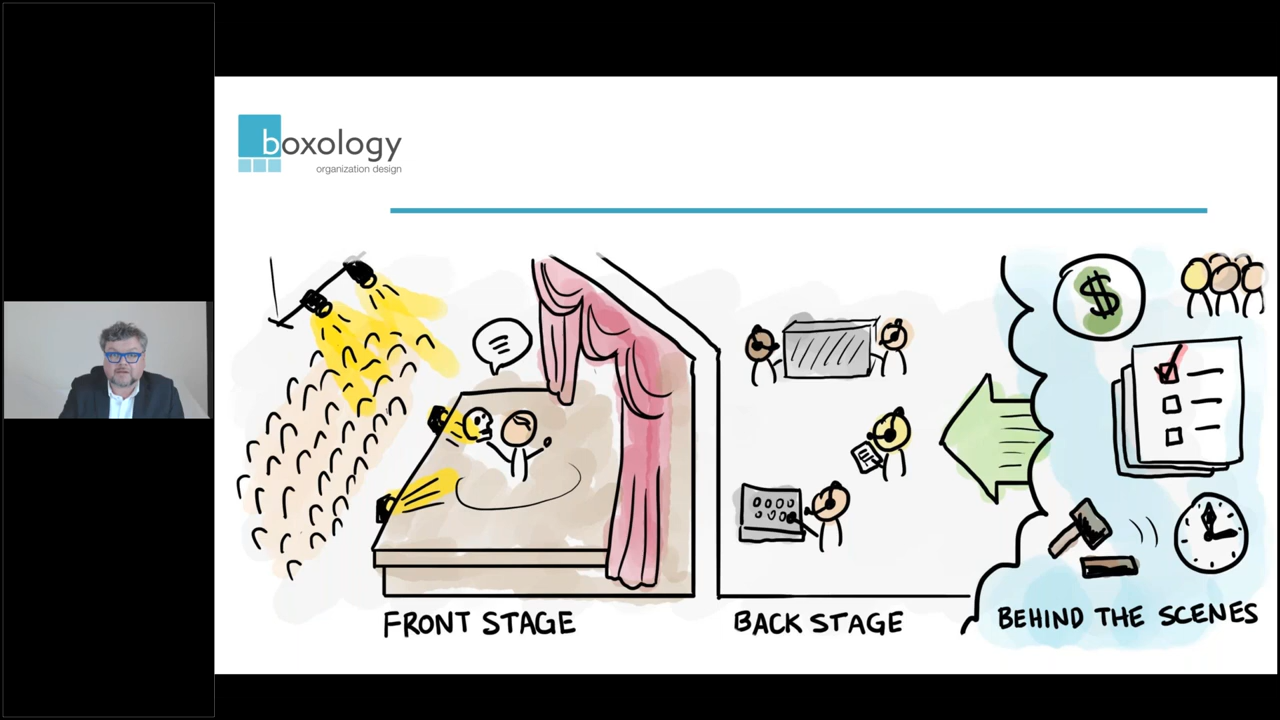 boxology
organization design
$
FRONT STAGE
BACK STAGE
BEHIND THE SCENES